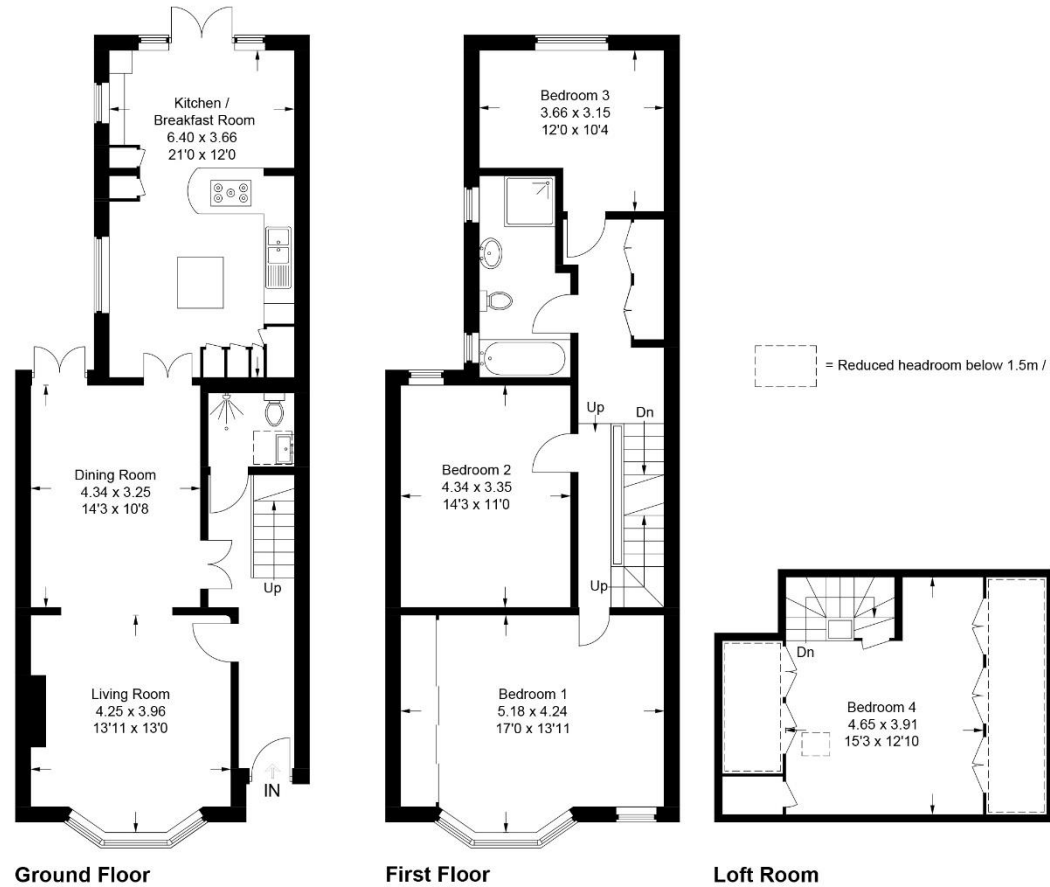 Kitchen /
Breakfast Room
6.40 x 3.66
21'0 x 12'0
Dining Room
4.34 x 3.25
14'3 x 10'8
Up
Living Room
4.25 x 3.96
13'11 x 13'0
IN
Ground Floor
Bedroom 3
3.66 x 3.15
12'0 x 10'4
Up
Dn
Bedroom 2
4.34 x 3.35
14'3 x 11'0
Up
Bedroom 1
5.18 x 4.24
17'0 x 13'11
First Floor
= Reduced headroom below 1.5m /
Dn
Bedroom 4
4.65 x 3.91
15'3 x 12'10
Loft Room